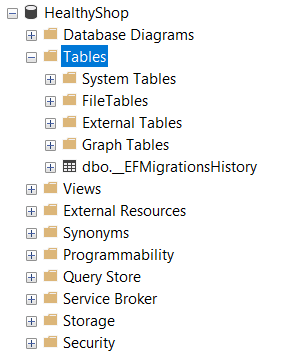 HealthyShop
Database Diagrams
Tables
System Tables
FileTables
External Tables
Graph Tables
dbo.__EFMigrationsHistory
Views
External Resources
Synonyms
Programmability
Query Store
Service Broker
Storage
Security